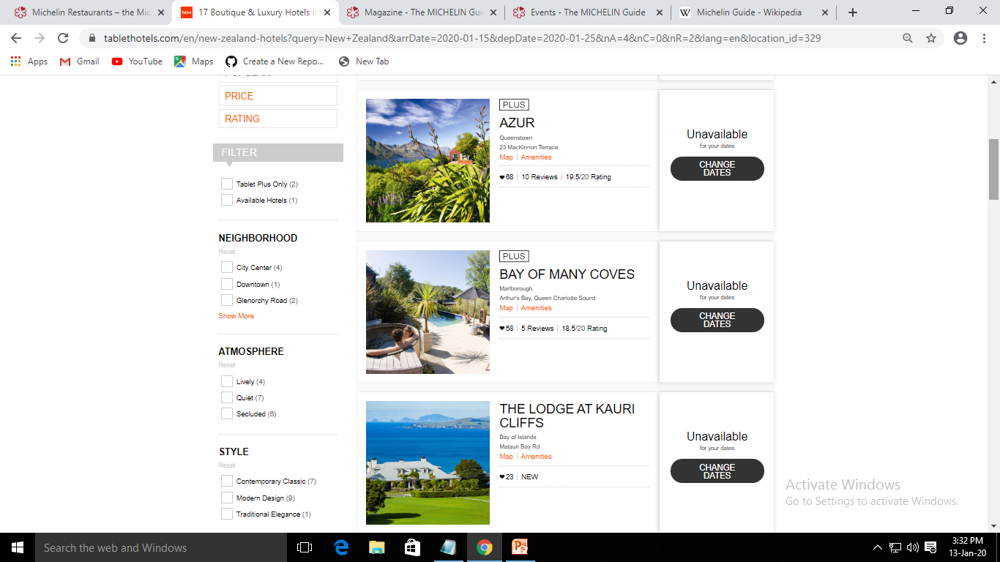 Michelin Restaurants – the Mic
17 Boutique & Luxury Hotels in
Magazine - The MICHELIN Guid
Events - The MICHELIN Guide
Michelin Guide - Wikipedia
tablethotels.com/en/new-zealand-hotels?query=New+Zealand&arrDate=2020-01-15&depDate=2020-01-25&nA=4&nC=0&nR=2&lang=en&location_id=329
Apps
Gmail
YouTube
Maps
Create a New Repo...
New Tab
PRICE
RATING
FILTER
Tablet Plus Only (2)
Available Hotels (1)
NEIGHBORHOOD
Reset
City Center (4)
Downtown (1)
Glenorchy Road (2)
Show More
ATMOSPHERE
Reset
Lively (4)
Quiet (7)
Secluded (6)
STYLE
Reset
Contemporary Classic (7)
Modern Design (9)
Traditional Elegance (1)
PLUS
AZUR
Queenstown
23 MacKinnon Terrace
Map | Amenities
68 | 10 Reviews | 19.5/20 Rating
Unavailable
for your dates
CHANGE
DATES
PLUS
BAY OF MANY COVES
Marlborough
Arthur's Bay, Queen Charlotte Sound
Map | Amenities
58 | 5 Reviews | 18.5/20 Rating
Unavailable
for your dates
CHANGE
DATES
THE LODGE AT KAURI
CLIFFS
Bay of Islands
Matauri Bay Rd
Map | Amenities
23 | NEW
Unavailable
for your dates
CHANGE
DATES
Activate Windows
Go to Settings to activate Windows.
Search the web and Windows
3:32 PM
13-Jan-20